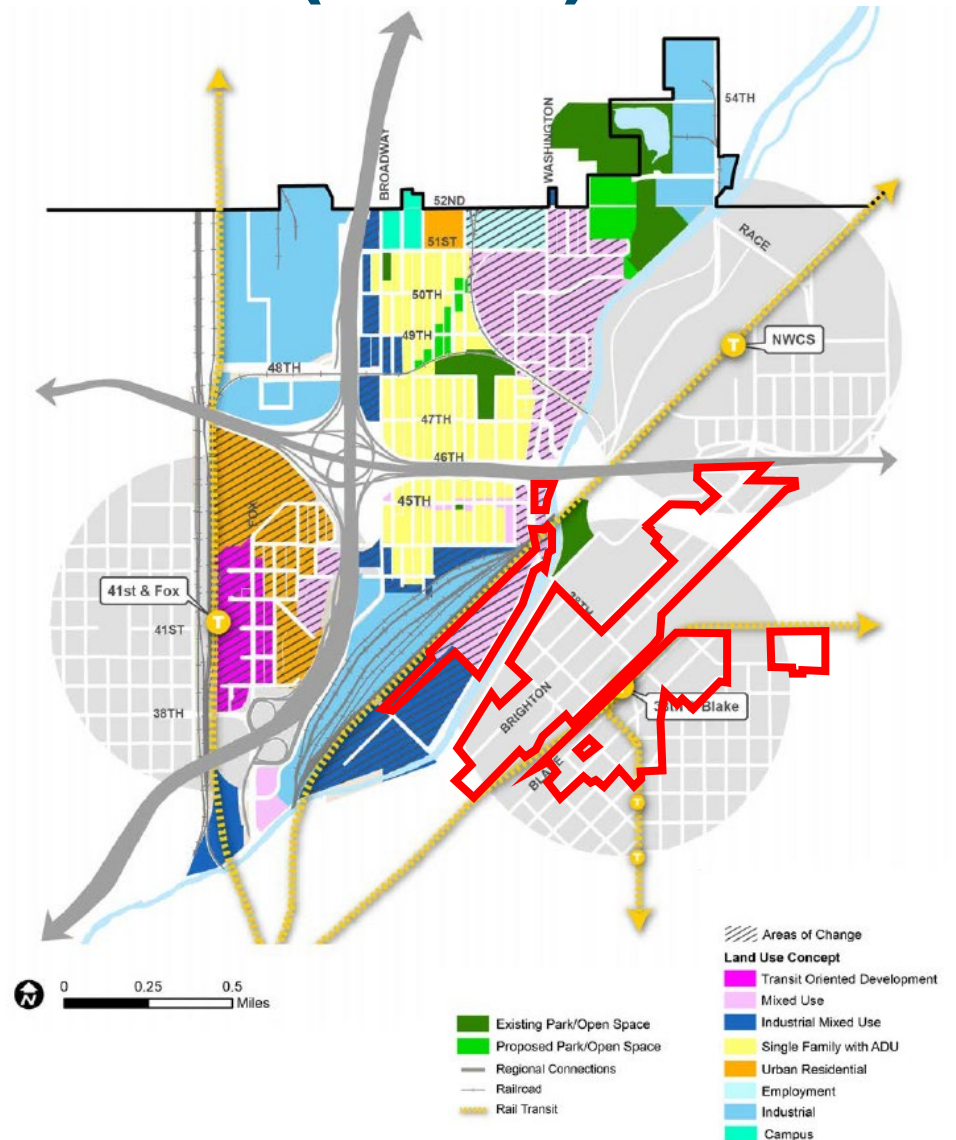 54TH
BROADWAY
WASHINGTON
52ND
51ST
RACE
50TH
49TH
NWCS
48TH
47TH
46TH
45TH
FOX
41st & Fox
38TH
41ST
BRIGHTON
38TH
Blake
BLAKE
T
T
T
T
N
0 0.25 0.5
Miles
Areas of Change
Land Use Concept
Transit Oriented Development
Mixed Use
Industrial Mixed Use
Single Family with ADU
Urban Residential
Employment
Industrial
Campus
Existing Park/Open Space
Proposed Park/Open Space
Regional Connections
Railroad
Rail Transit